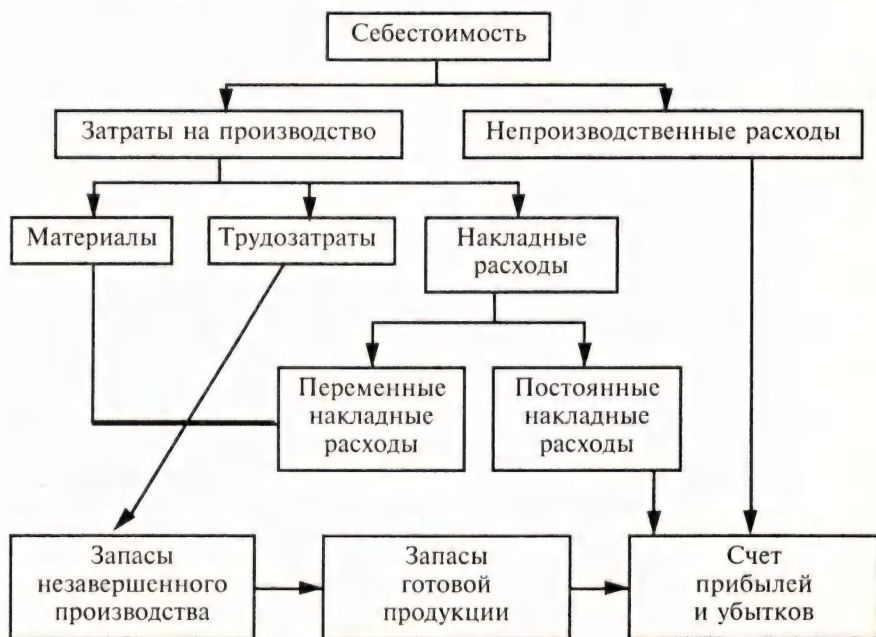 Себестоимость
Затраты на производство
Непроизводственные расходы
Материалы
Трудозатраты
Накладные
расходы
Переменные
накладные
расходы
Постоянные
накладные
расходы
Запасы
незавершенного
производства
Запасы
готовой
продукции
Счет
прибылей
и убытков